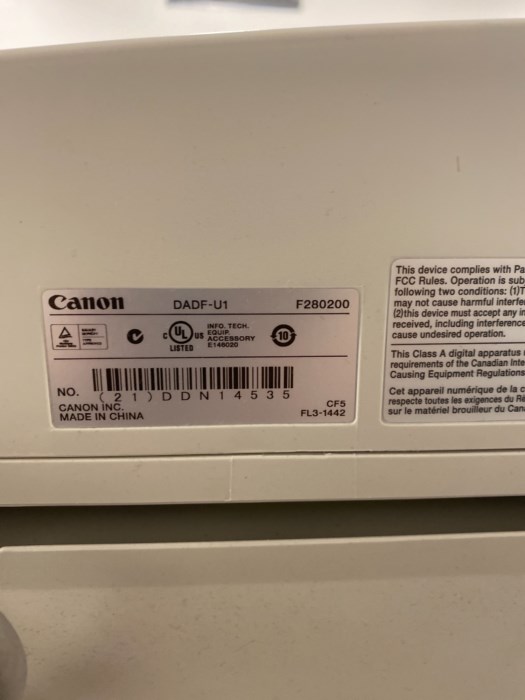 Canon DADF-U1 F280200
c UL US LISTED
INFO. TECH.
EQUIP.
ACCESSORY
E146020
10
NO. (21)DDN14535
CANON INC. CF5
MADE IN CHINA FL3-1442
This device complies with Pa
FCC Rules. Operation is sub
following two conditions: (1)T
may not cause harmful interfe
(2)this device must accept any in
received, including interference
cause undesired operation.
This Class A digital apparatus
requirements of the Canadian Inte
Causing Equipment Regulations
Cet appareil numérique de la c
respecte toutes les exigences du Rè
sur le matériel brouilleur du Can